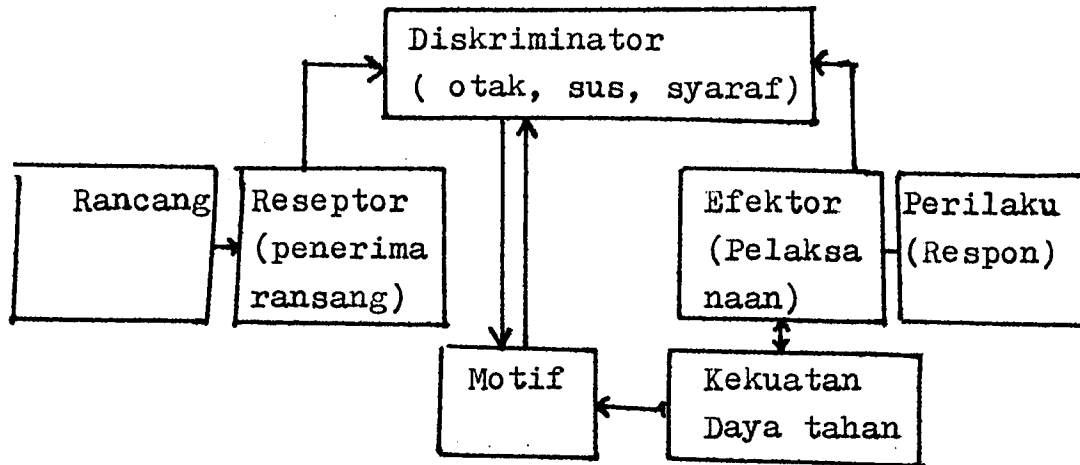 Diskriminator
( otak, sus, syaraf)
Rancang
Reseptor
(penerima
ransang)
Efektor
(Pelaksa
naan)
Perilaku
(Respon)
Motif
Kekuatan
Daya tahan